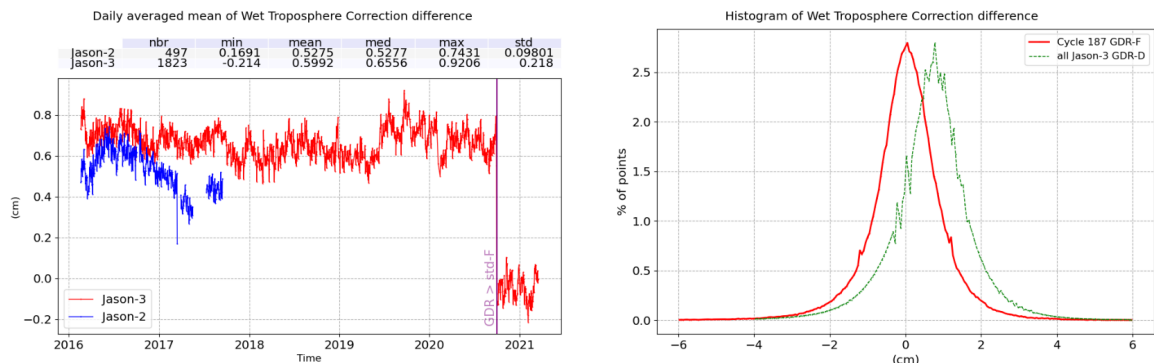 Daily averaged mean of Wet Troposphere Correction difference
nbr min mean med max std
Jason-2 497 0.1691 0.5275 0.5277 0.7431 0.09801
Jason-3 1823 -0.214 0.5992 0.6556 0.9206 0.218
0.8
0.6
0.4
0.2
0.0
−0.2
(cm)
GDR > std-F
Jason-3
Jason-2
2016 2017 2018 2019 2020 2021
Time
Histogram of Wet Troposphere Correction difference
Cycle 187 GDR-F
all Jason-3 GDR-D
2.5
2.0
1.5
1.0
0.5
0.0
% of points
−6 −4 −2 0 2 4 6
(cm)